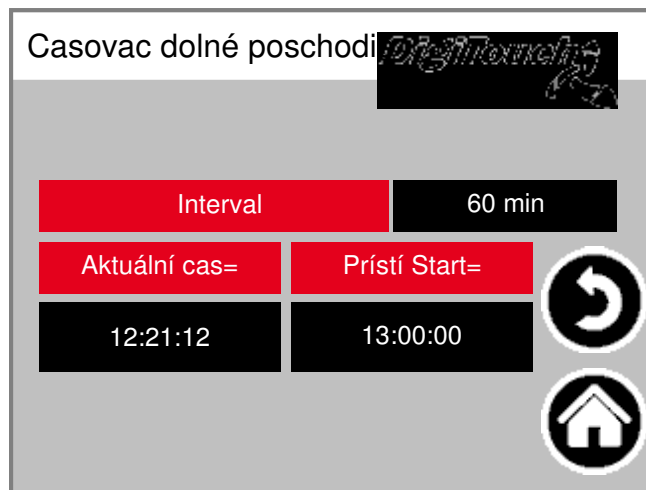 Casovac dolné poschodi
DigiTouch
Interval
60 min
Aktuální cas=
Prístí Start=
12:21:12
13:00:00